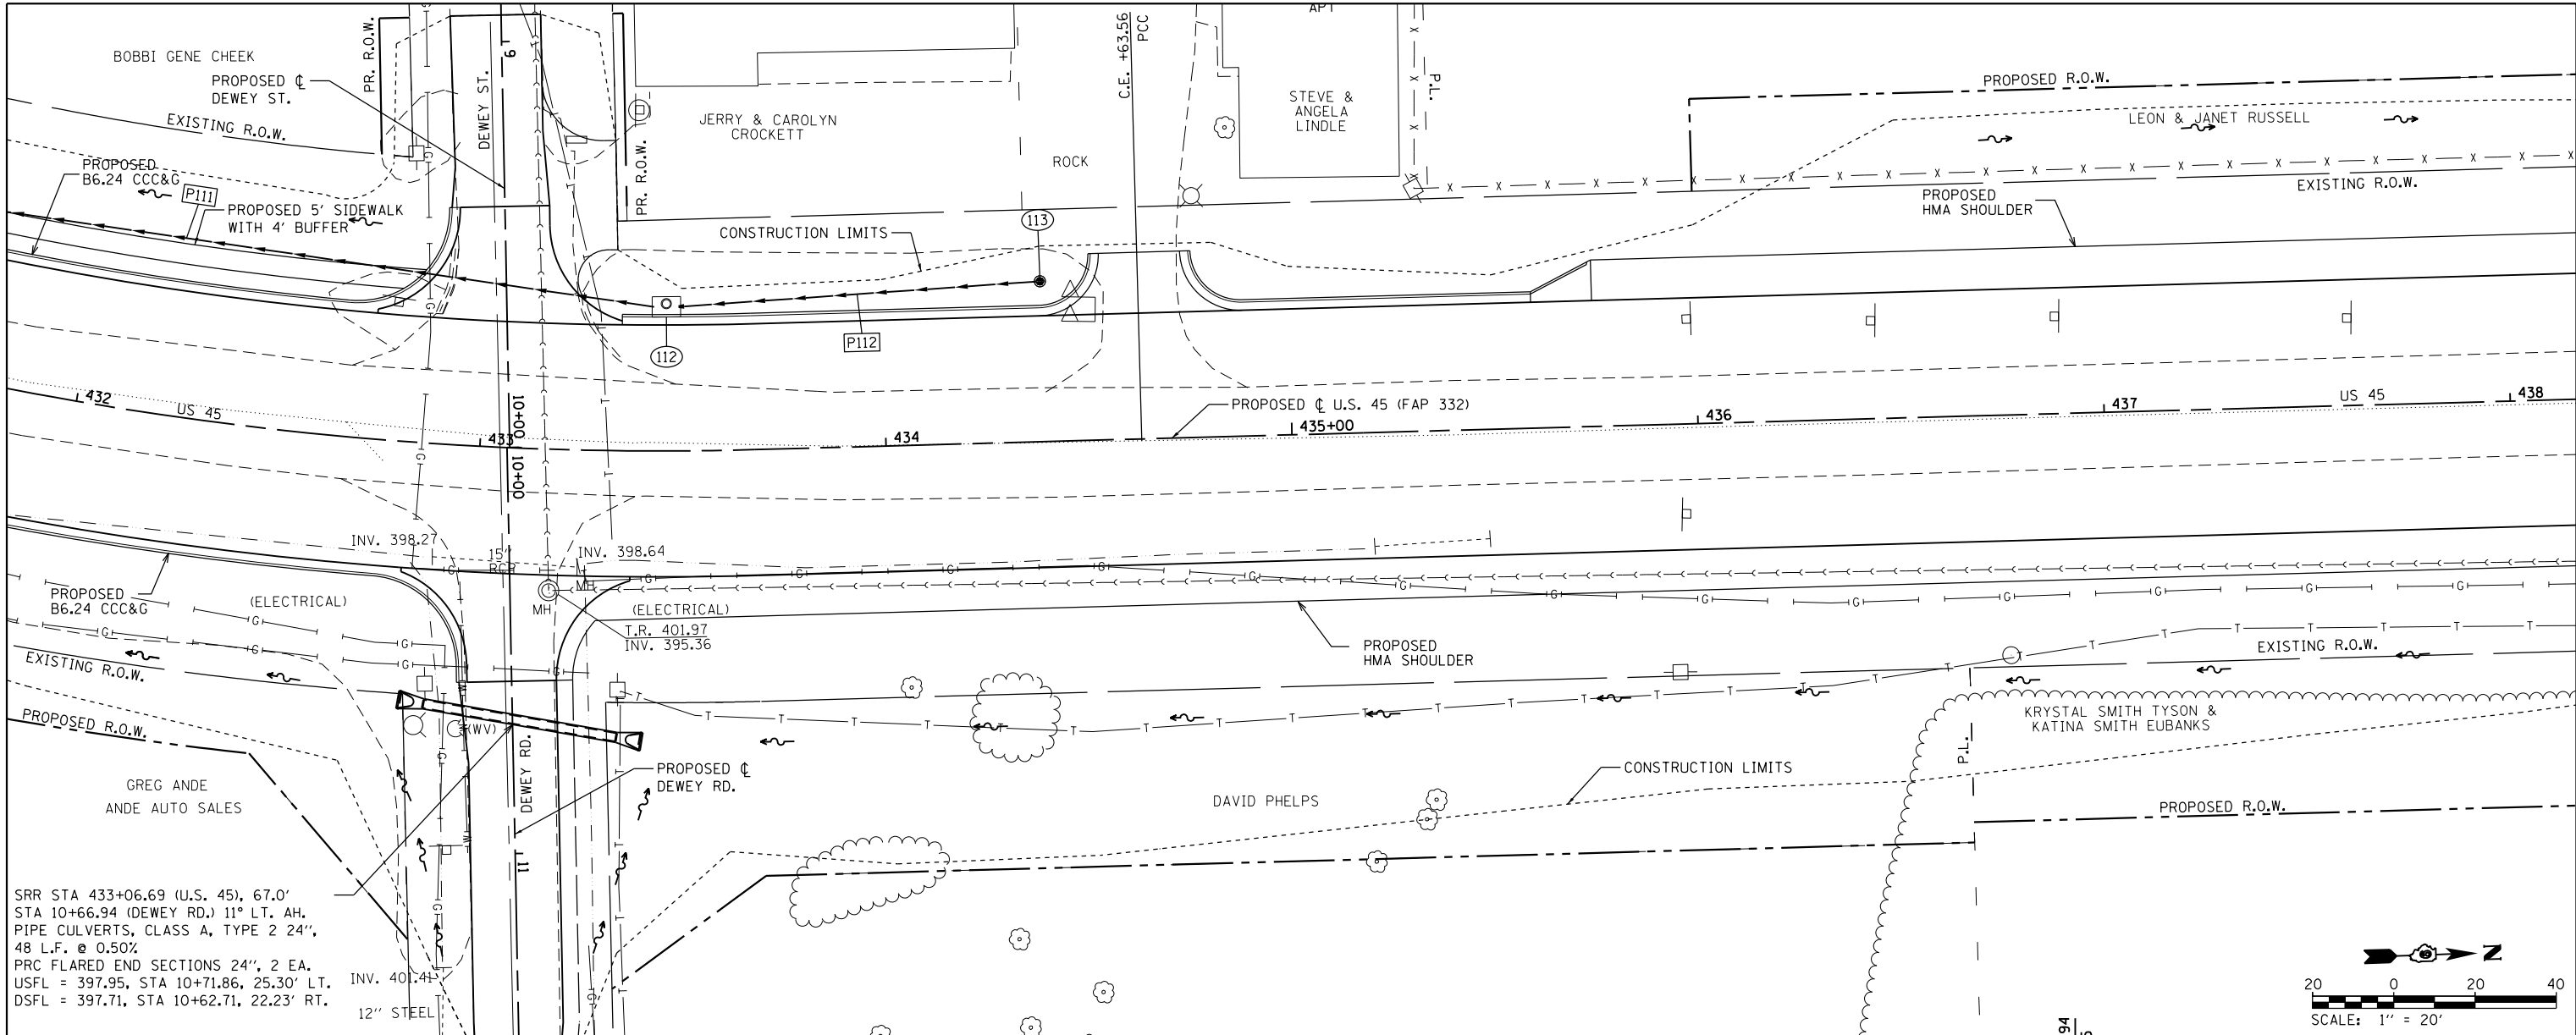 BOBBI GENE CHEEK
PROPOSED ℄
DEWEY ST.
EXISTING R.O.W.
PR. R.O.W.
DEWEY ST.
9
PR. R.O.W.
JERRY & CAROLYN
CROCKETT
ROCK
C.E. +63.56
PCC
APT
STEVE &
ANGELA
LINDLE
P.L.
PROPOSED R.O.W.
LEON & JANET RUSSELL
EXISTING R.O.W.
PROPOSED
HMA SHOULDER
PROPOSED
B6.24 CCC&G
P111
PROPOSED 5' SIDEWALK
WITH 4' BUFFER
CONSTRUCTION LIMITS
113
P112
112
432
US 45
433
10+00
10+00
434
PROPOSED ℄ U.S. 45 (FAP 332)
435+00
436
437
US 45
438
INV. 398.27
15''
RCP
INV. 398.64
MH
MH
(ELECTRICAL)
(ELECTRICAL)
T.R. 401.97
INV. 395.36
PROPOSED
B6.24 CCC&G
PROPOSED
HMA SHOULDER
EXISTING R.O.W.
EXISTING R.O.W.
PROPOSED R.O.W.
(WV)
DEWEY RD.
PROPOSED ℄
DEWEY RD.
11
GREG ANDE
ANDE AUTO SALES
KRYSTAL SMITH TYSON &
KATINA SMITH EUBANKS
P.L.
CONSTRUCTION LIMITS
DAVID PHELPS
PROPOSED R.O.W.
SRR STA 433+06.69 (U.S. 45), 67.0'
STA 10+66.94 (DEWEY RD.) 11° LT. AH.
PIPE CULVERTS, CLASS A, TYPE 2 24'',
48 L.F. @ 0.50%
PRC FLARED END SECTIONS 24'', 2 EA.
USFL = 397.95, STA 10+71.86, 25.30' LT.
DSFL = 397.71, STA 10+62.71, 22.23' RT.
INV. 401.41
12'' STEEL
N
20 0 20 40
SCALE: 1'' = 20'
94